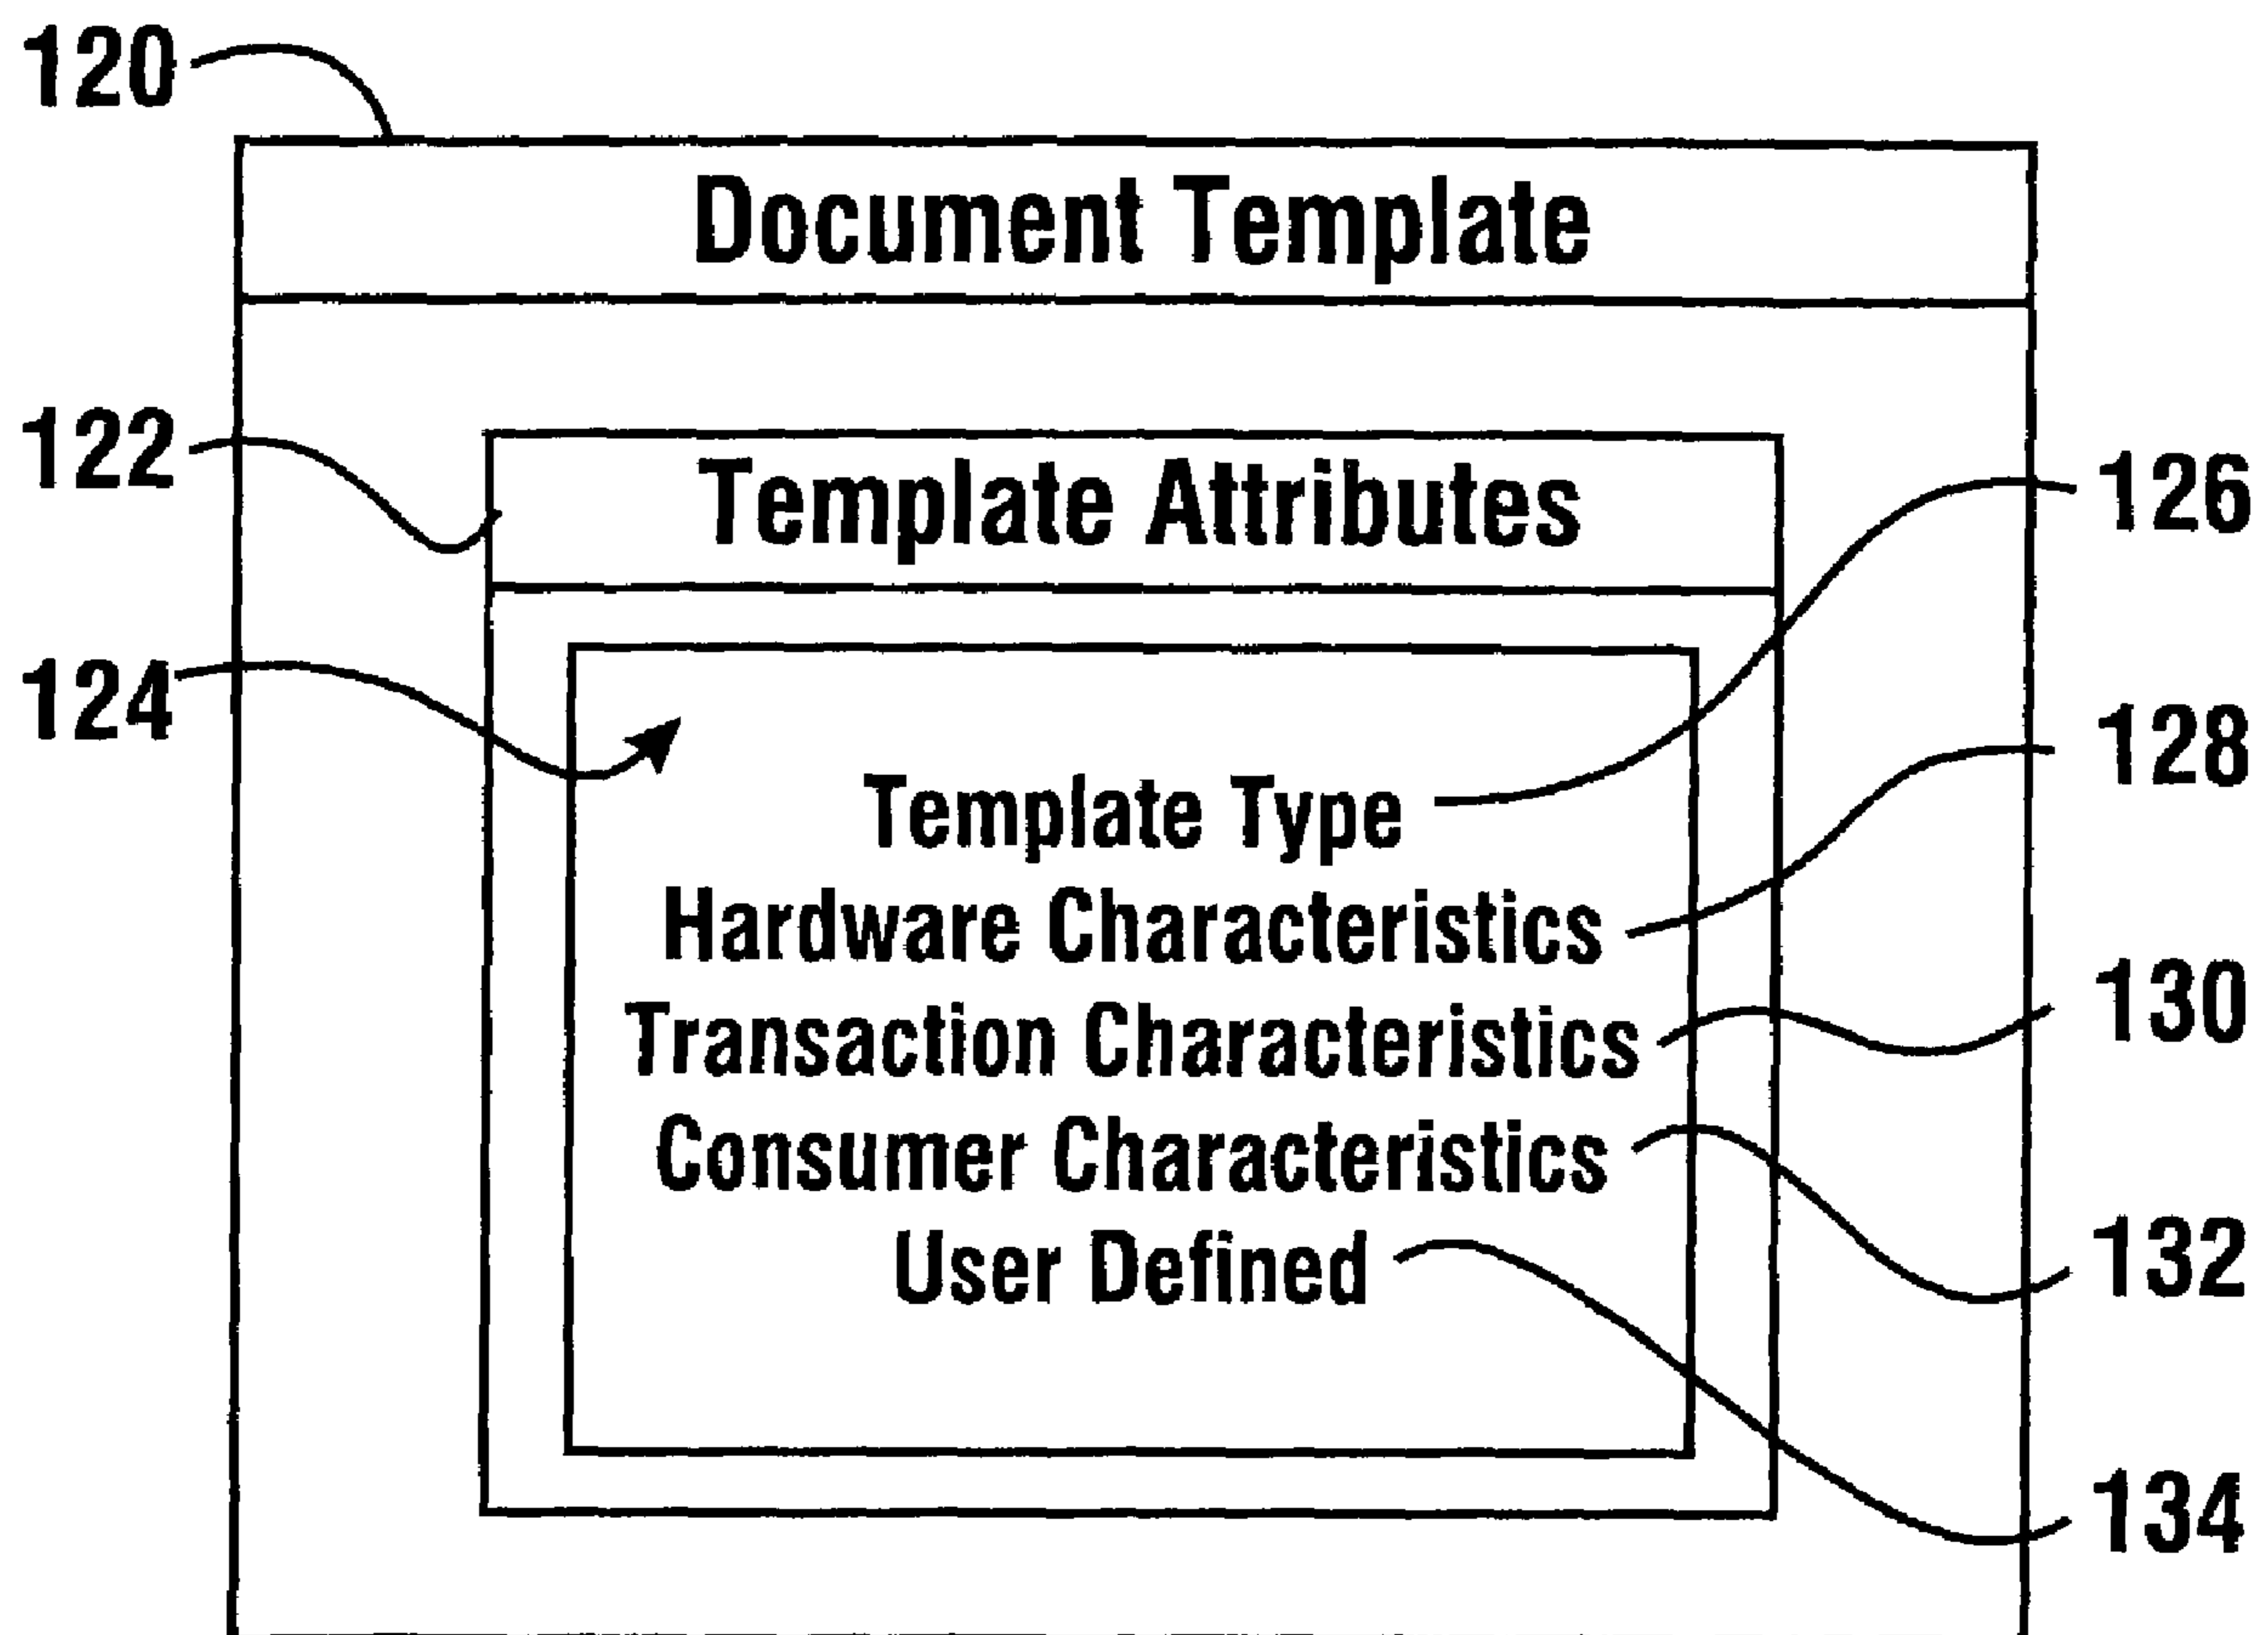 120
Document Template
122
Template Attributes
126
124
128
Template Type
Hardware Characteristics
130
Transaction Characteristics
Consumer Characteristics
132
User Defined
134